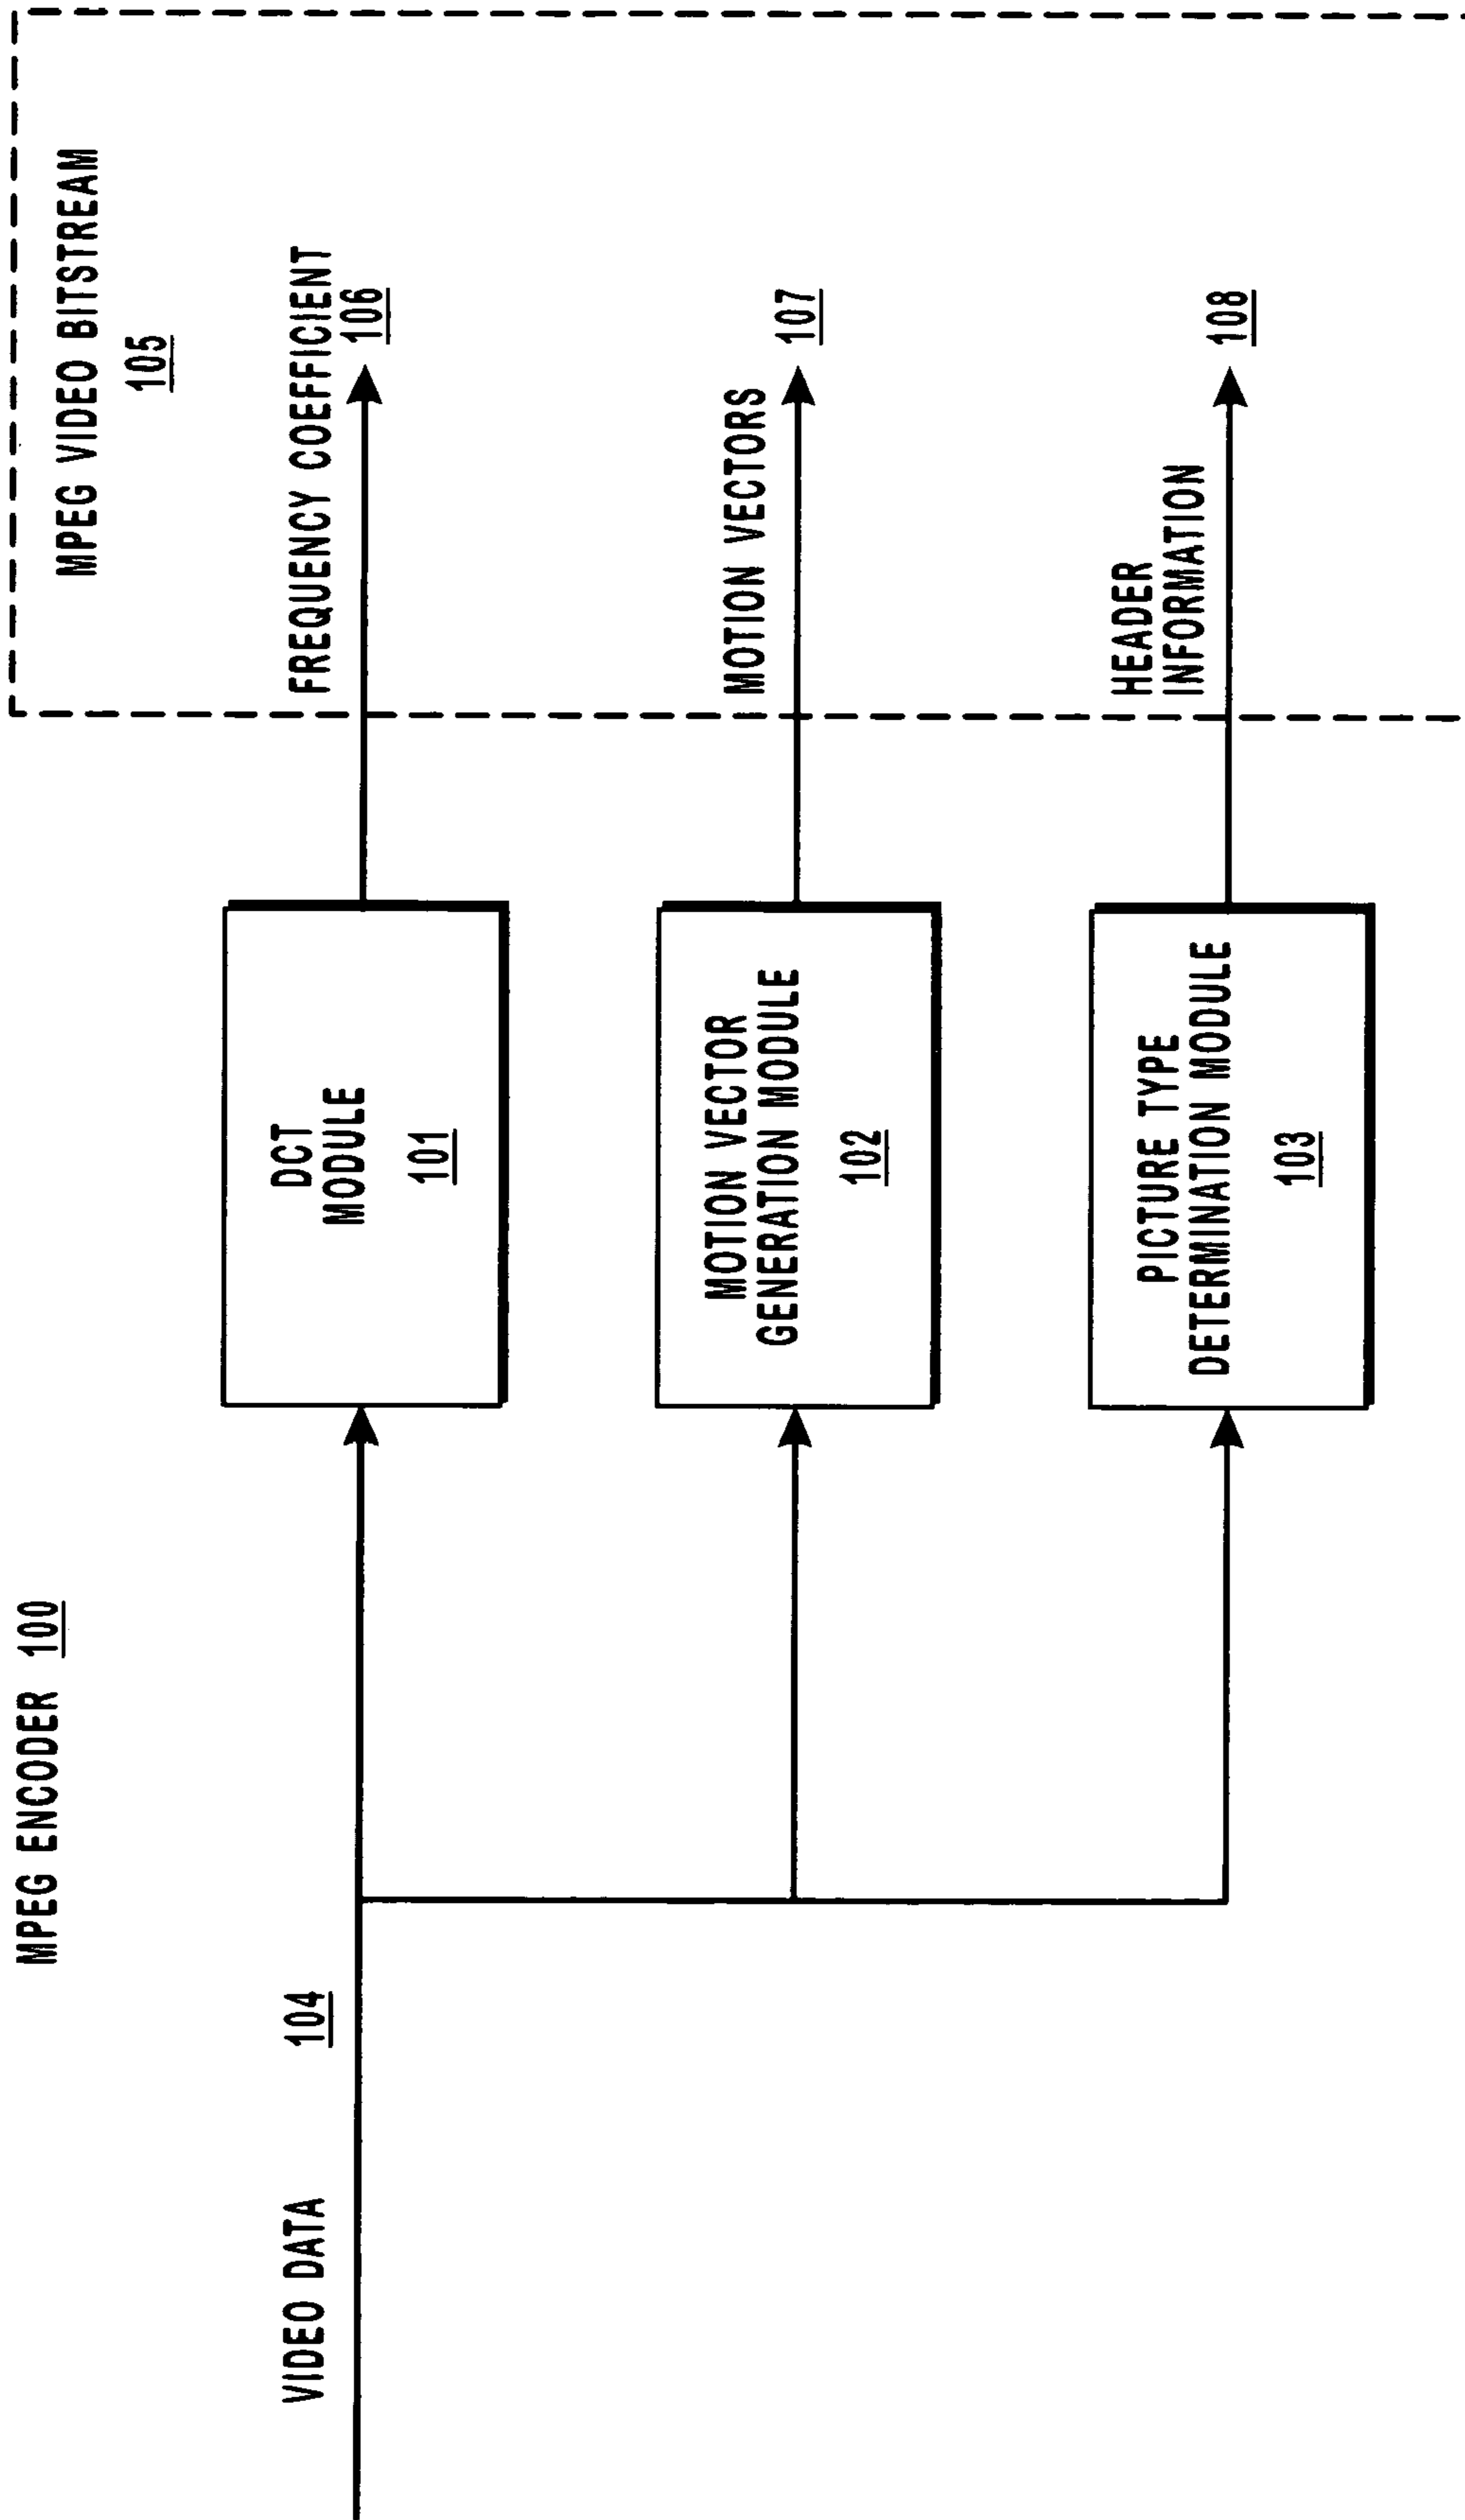 MPEG ENCODER 100
MPEG VIDEO BITSTREAM
105
VIDEO DATA
104
DCT
MODULE
101
FREQUENCY COEFFICIENT
106
MOTION VECTOR
GENERATION MODULE
102
MOTION VECTORS
107
PICTURE TYPE
DETERMINATION MODULE
103
HEADER
INFORMATION
108